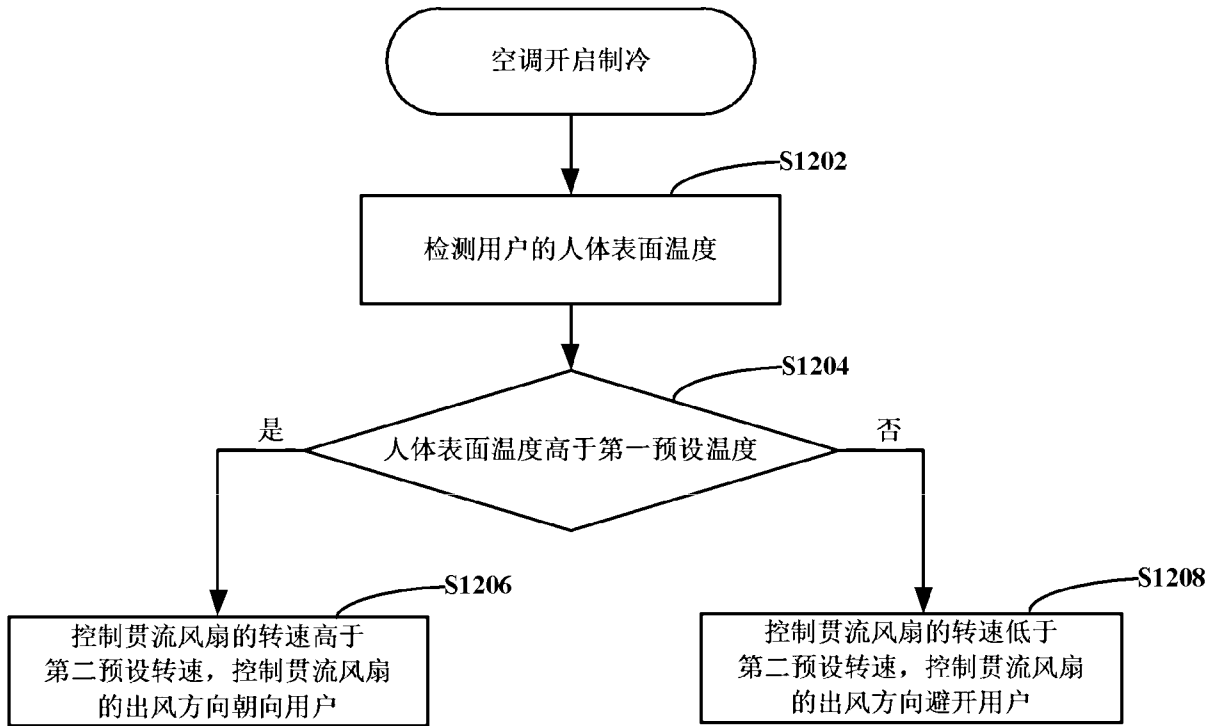 空调开启制冷
S1202
检测用户的人体表面温度
S1204
是
人体表面温度高于第一预设温度
否
S1206
S1208
控制贯流风扇的转速高于
第二预设转速，控制贯流风扇
的出风方向朝向用户
控制贯流风扇的转速低于
第二预设转速，控制贯流风扇
的出风方向避开用户